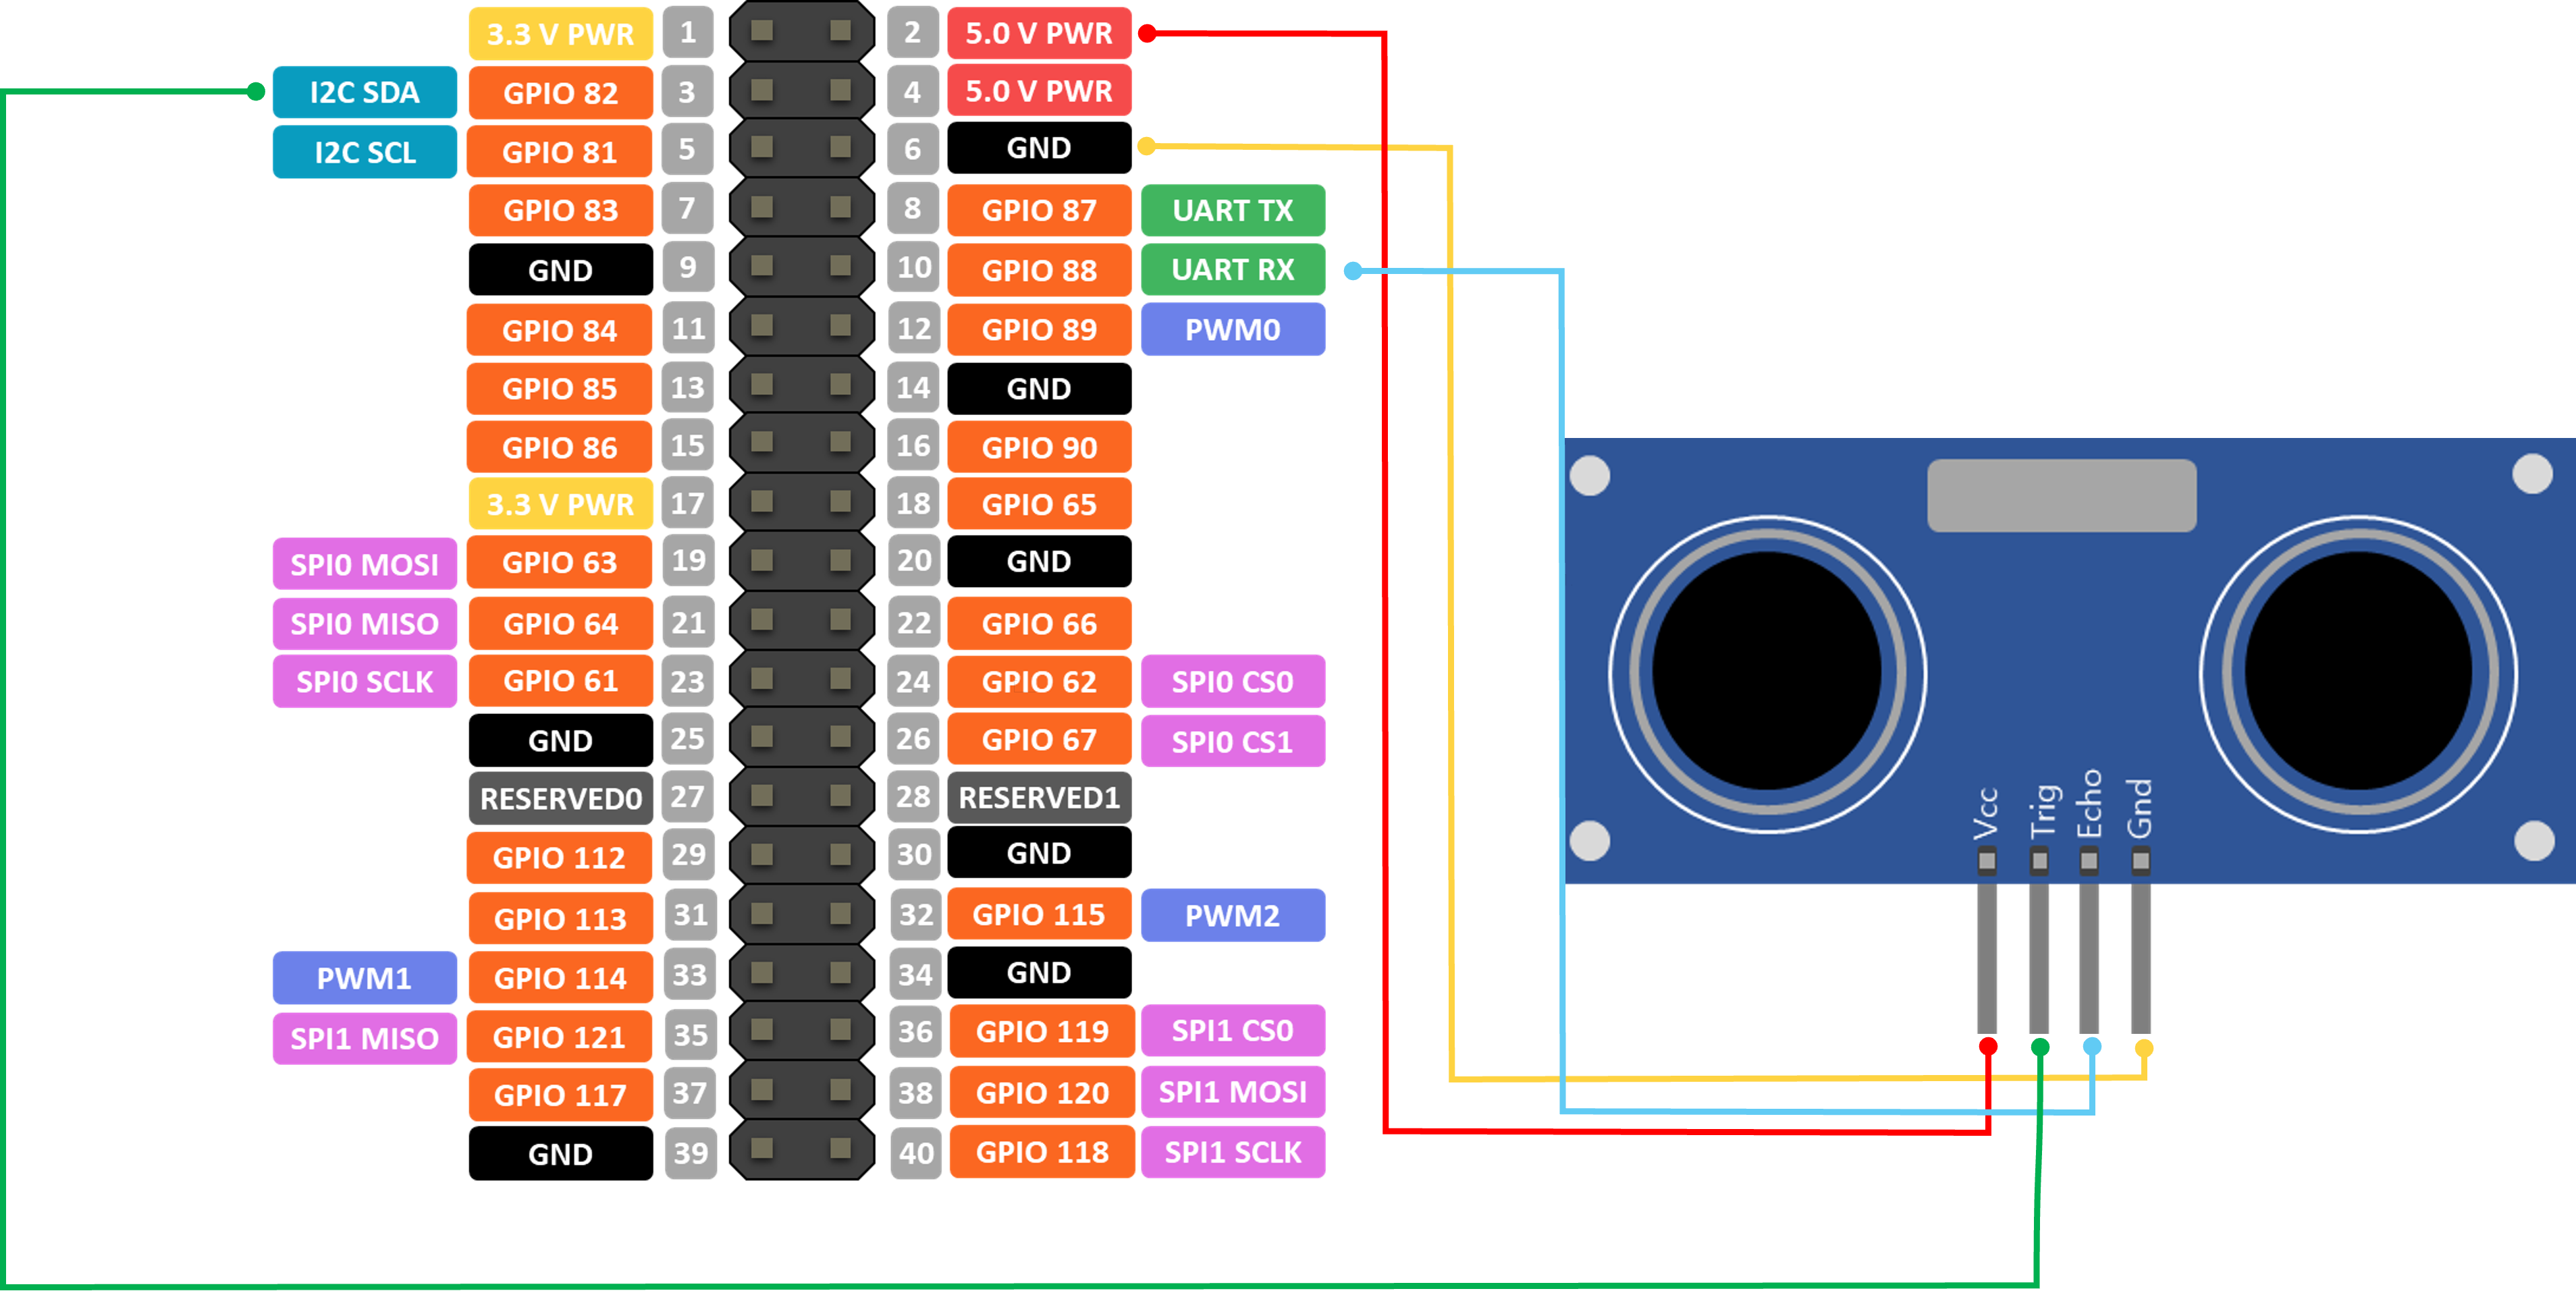 3.3 V PWR 1 2 5.0 V PWR
I2C SDA GPIO 82 3 4 5.0 V PWR
I2C SCL GPIO 81 5 6 GND
GPIO 83 7 8 GPIO 87 UART TX
GND 9 10 GPIO 88 UART RX
GPIO 84 11 12 GPIO 89 PWM0
GPIO 85 13 14 GND
GPIO 86 15 16 GPIO 90
3.3 V PWR 17 18 GPIO 65
SPI0 MOSI GPIO 63 19 20 GND
SPI0 MISO GPIO 64 21 22 GPIO 66
SPI0 SCLK GPIO 61 23 24 GPIO 62 SPI0 CS0
GND 25 26 GPIO 67 SPI0 CS1
RESERVED0 27 28 RESERVED1
GPIO 112 29 30 GND
GPIO 113 31 32 GPIO 115 PWM2
PWM1 GPIO 114 33 34 GND
SPI1 MISO GPIO 121 35 36 GPIO 119 SPI1 CS0
GPIO 117 37 38 GPIO 120 SPI1 MOSI
GND 39 40 GPIO 118 SPI1 SCLK
Vcc
Trig
Echo
Gnd